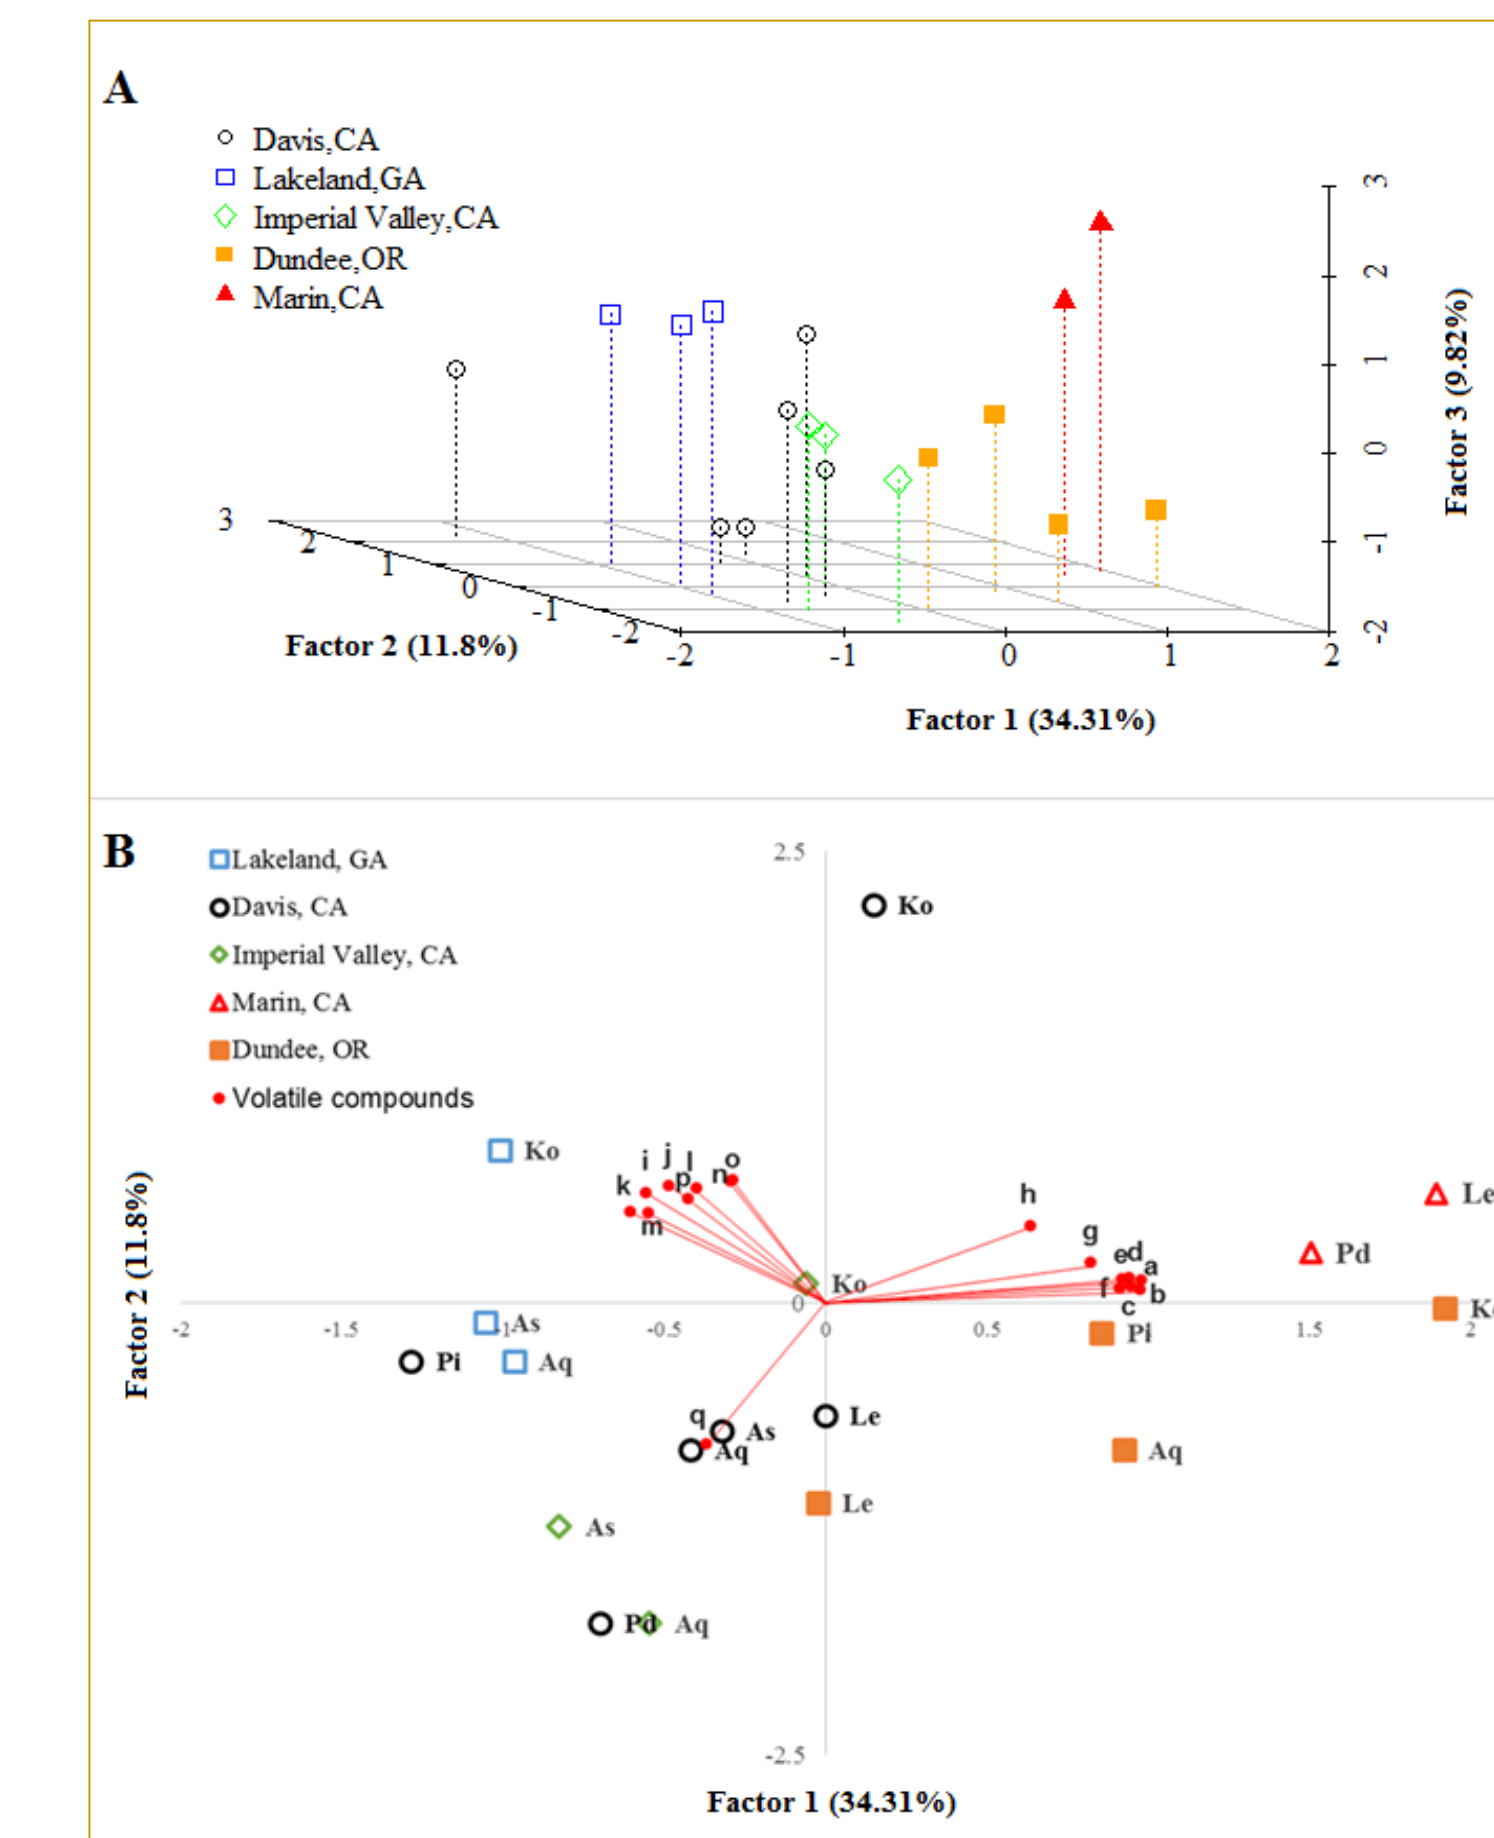 A
Davis,CA
Lakeland,GA
Imperial Valley,CA
Dundee,OR
Marin,CA
3
2
1
0
-1
-2
Factor 3 (9.82%)
3
2
1
0
-1
-2
Factor 2 (11.8%)
-2
-1
0
1
2
Factor 1 (34.31%)
B
Lakeland, GA
Davis, CA
Imperial Valley, CA
Marin, CA
Dundee, OR
Volatile compounds
2.5
Ko
Ko
i
j
l
o
k
p
n
m
h
g
e
d
a
f
b
c
Le
Pd
Ko
0
-2
-1.5
-1
-0.5
0
0.5
1.5
2
As
Pi
Aq
Pi
q
As
Aq
Le
Aq
Le
As
Pd
Aq
-2.5
Factor 2 (11.8%)
Factor 1 (34.31%)